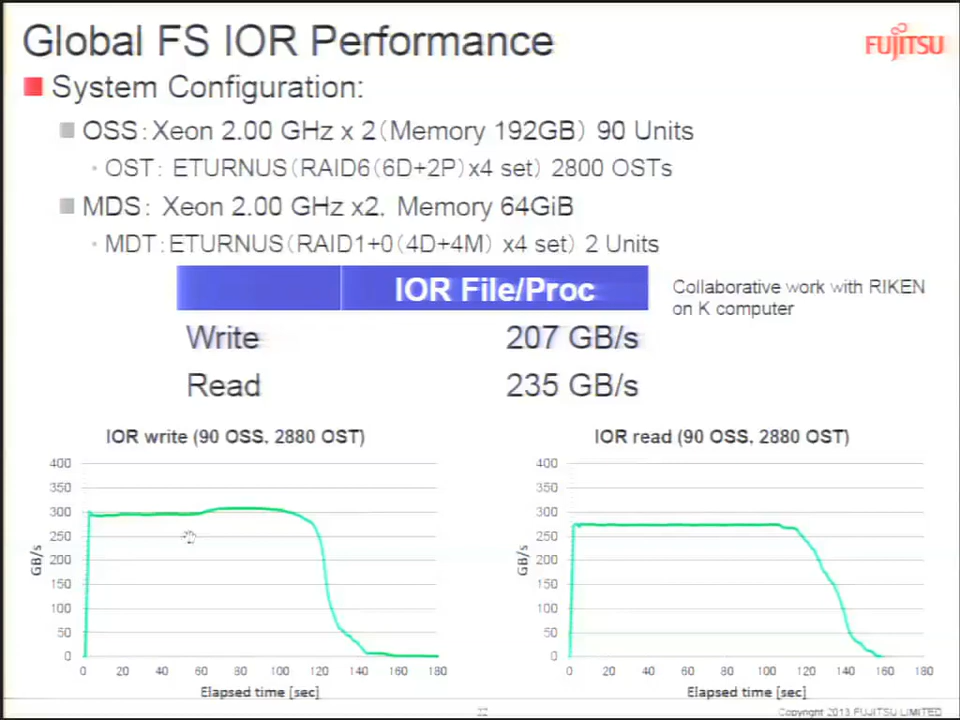 Global FS IOR Performance
FUJITSU
System Configuration:
OSS:Xeon 2.00 GHz x 2(Memory 192GB) 90 Units
・OST: ETURNUS(RAID6(6D+2P)x4 set) 2800 OSTs
MDS: Xeon 2.00 GHz x2, Memory 64GiB
・MDT:ETURNUS(RAID1+0(4D+4M) x4 set) 2 Units
IOR File/Proc
Collaborative work with RIKEN
on K computer
Write 207 GB/s
Read 235 GB/s
IOR write (90 OSS, 2880 OST)
400
350
300
250
200
150
100
50
0
GB/s
0 20 40 60 80 100 120 140 160 180
Elapsed time [sec]
IOR read (90 OSS, 2880 OST)
400
350
300
250
200
150
100
50
0
GB/s
0 20 40 60 80 100 120 140 160 180
Elapsed time [sec]
Copyright 2013 FUJITSU LIMITED